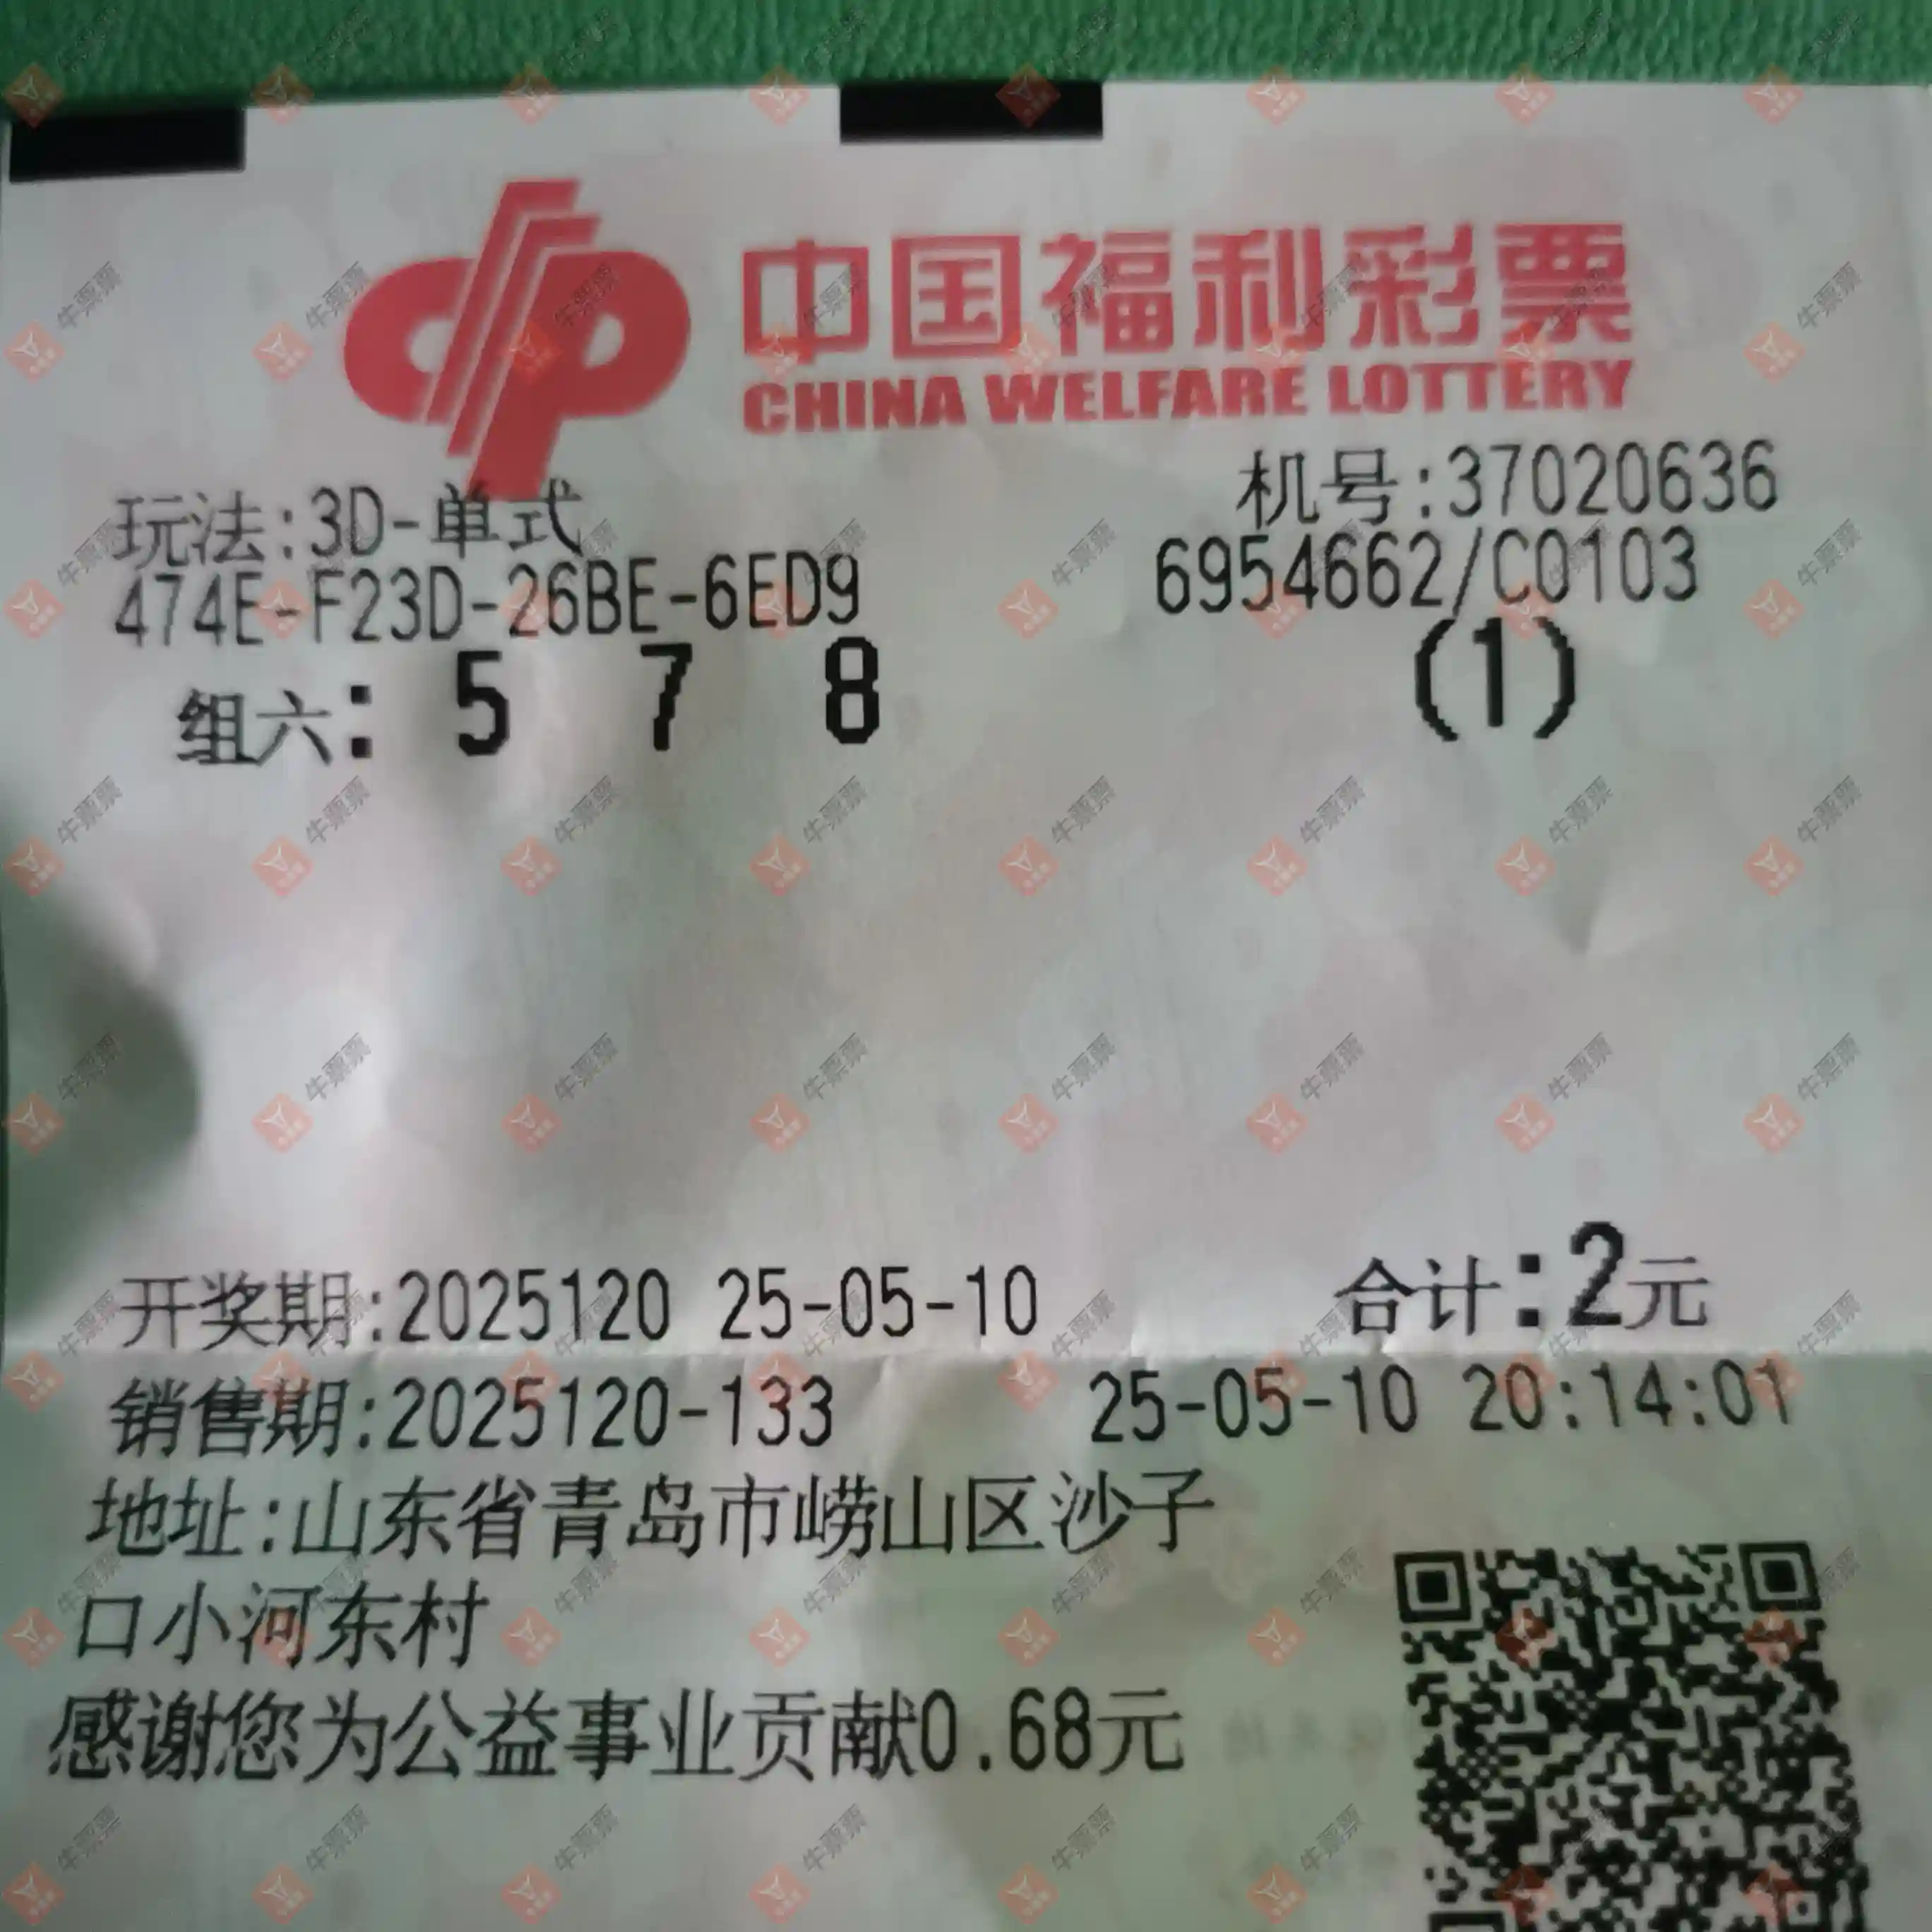 中国福利彩票
CHINA WELFARE LOTTERY
机号:37020636
玩法:3D-单式
6954662/C0103
474E-F23D-26BE-6ED9
组六: 5 7 8 (1)
开奖期:2025120 25-05-10 合计:2元
销售期:2025120-133 25-05-10 20:14:01
地址:山东省青岛市崂山区沙子
口小河东村
感谢您为公益事业贡献0.68元
牛票票